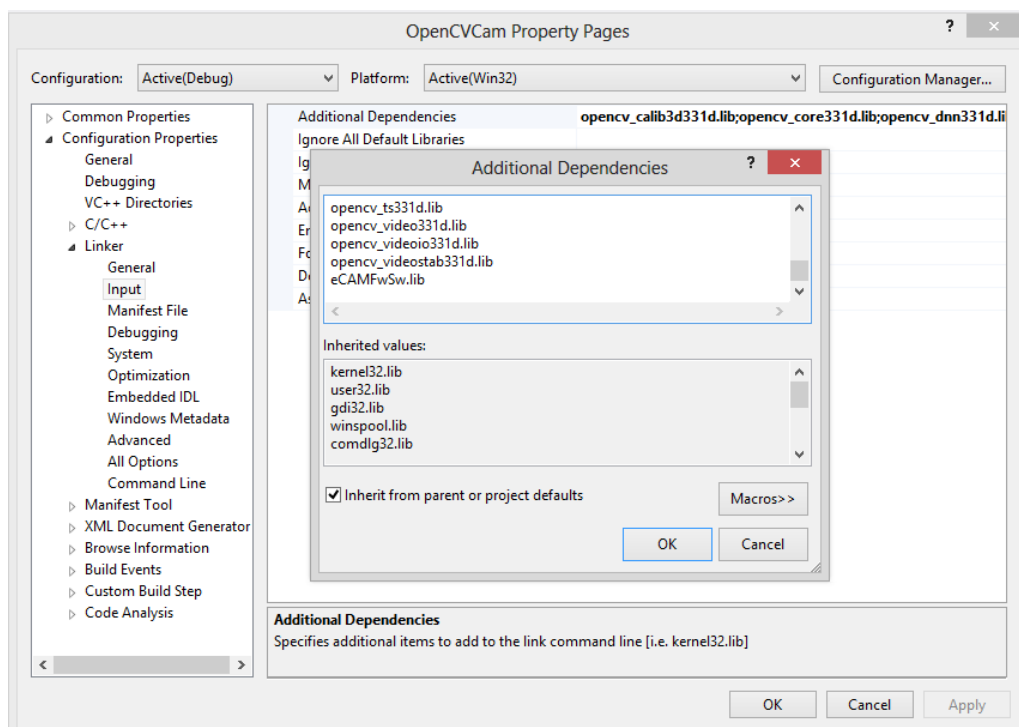 OpenCVCam Property Pages
? ×
Configuration: Active(Debug) Platform: Active(Win32) Configuration Manager...
Common Properties
Configuration Properties
General
Debugging
VC++ Directories
C/C++
Linker
General
Input
Manifest File
Debugging
System
Optimization
Embedded IDL
Windows Metadata
Advanced
All Options
Command Line
Manifest Tool
XML Document Generator
Browse Information
Build Events
Custom Build Step
Code Analysis
Additional Dependencies opencv_calib3d331d.lib;opencv_core331d.lib;opencv_dnn331d.li
Ignore All Default Libraries
Ig
M
A
Er
Fo
D
A
Additional Dependencies
? ×
opencv_ts331d.lib
opencv_video331d.lib
opencv_videoio331d.lib
opencv_videostab331d.lib
eCAMFwSw.lib
Inherited values:
kernel32.lib
user32.lib
gdi32.lib
winspool.lib
comdlg32.lib
Inherit from parent or project defaults
Macros>>
OK Cancel
Additional Dependencies
Specifies additional items to add to the link command line [i.e. kernel32.lib]
OK Cancel Apply